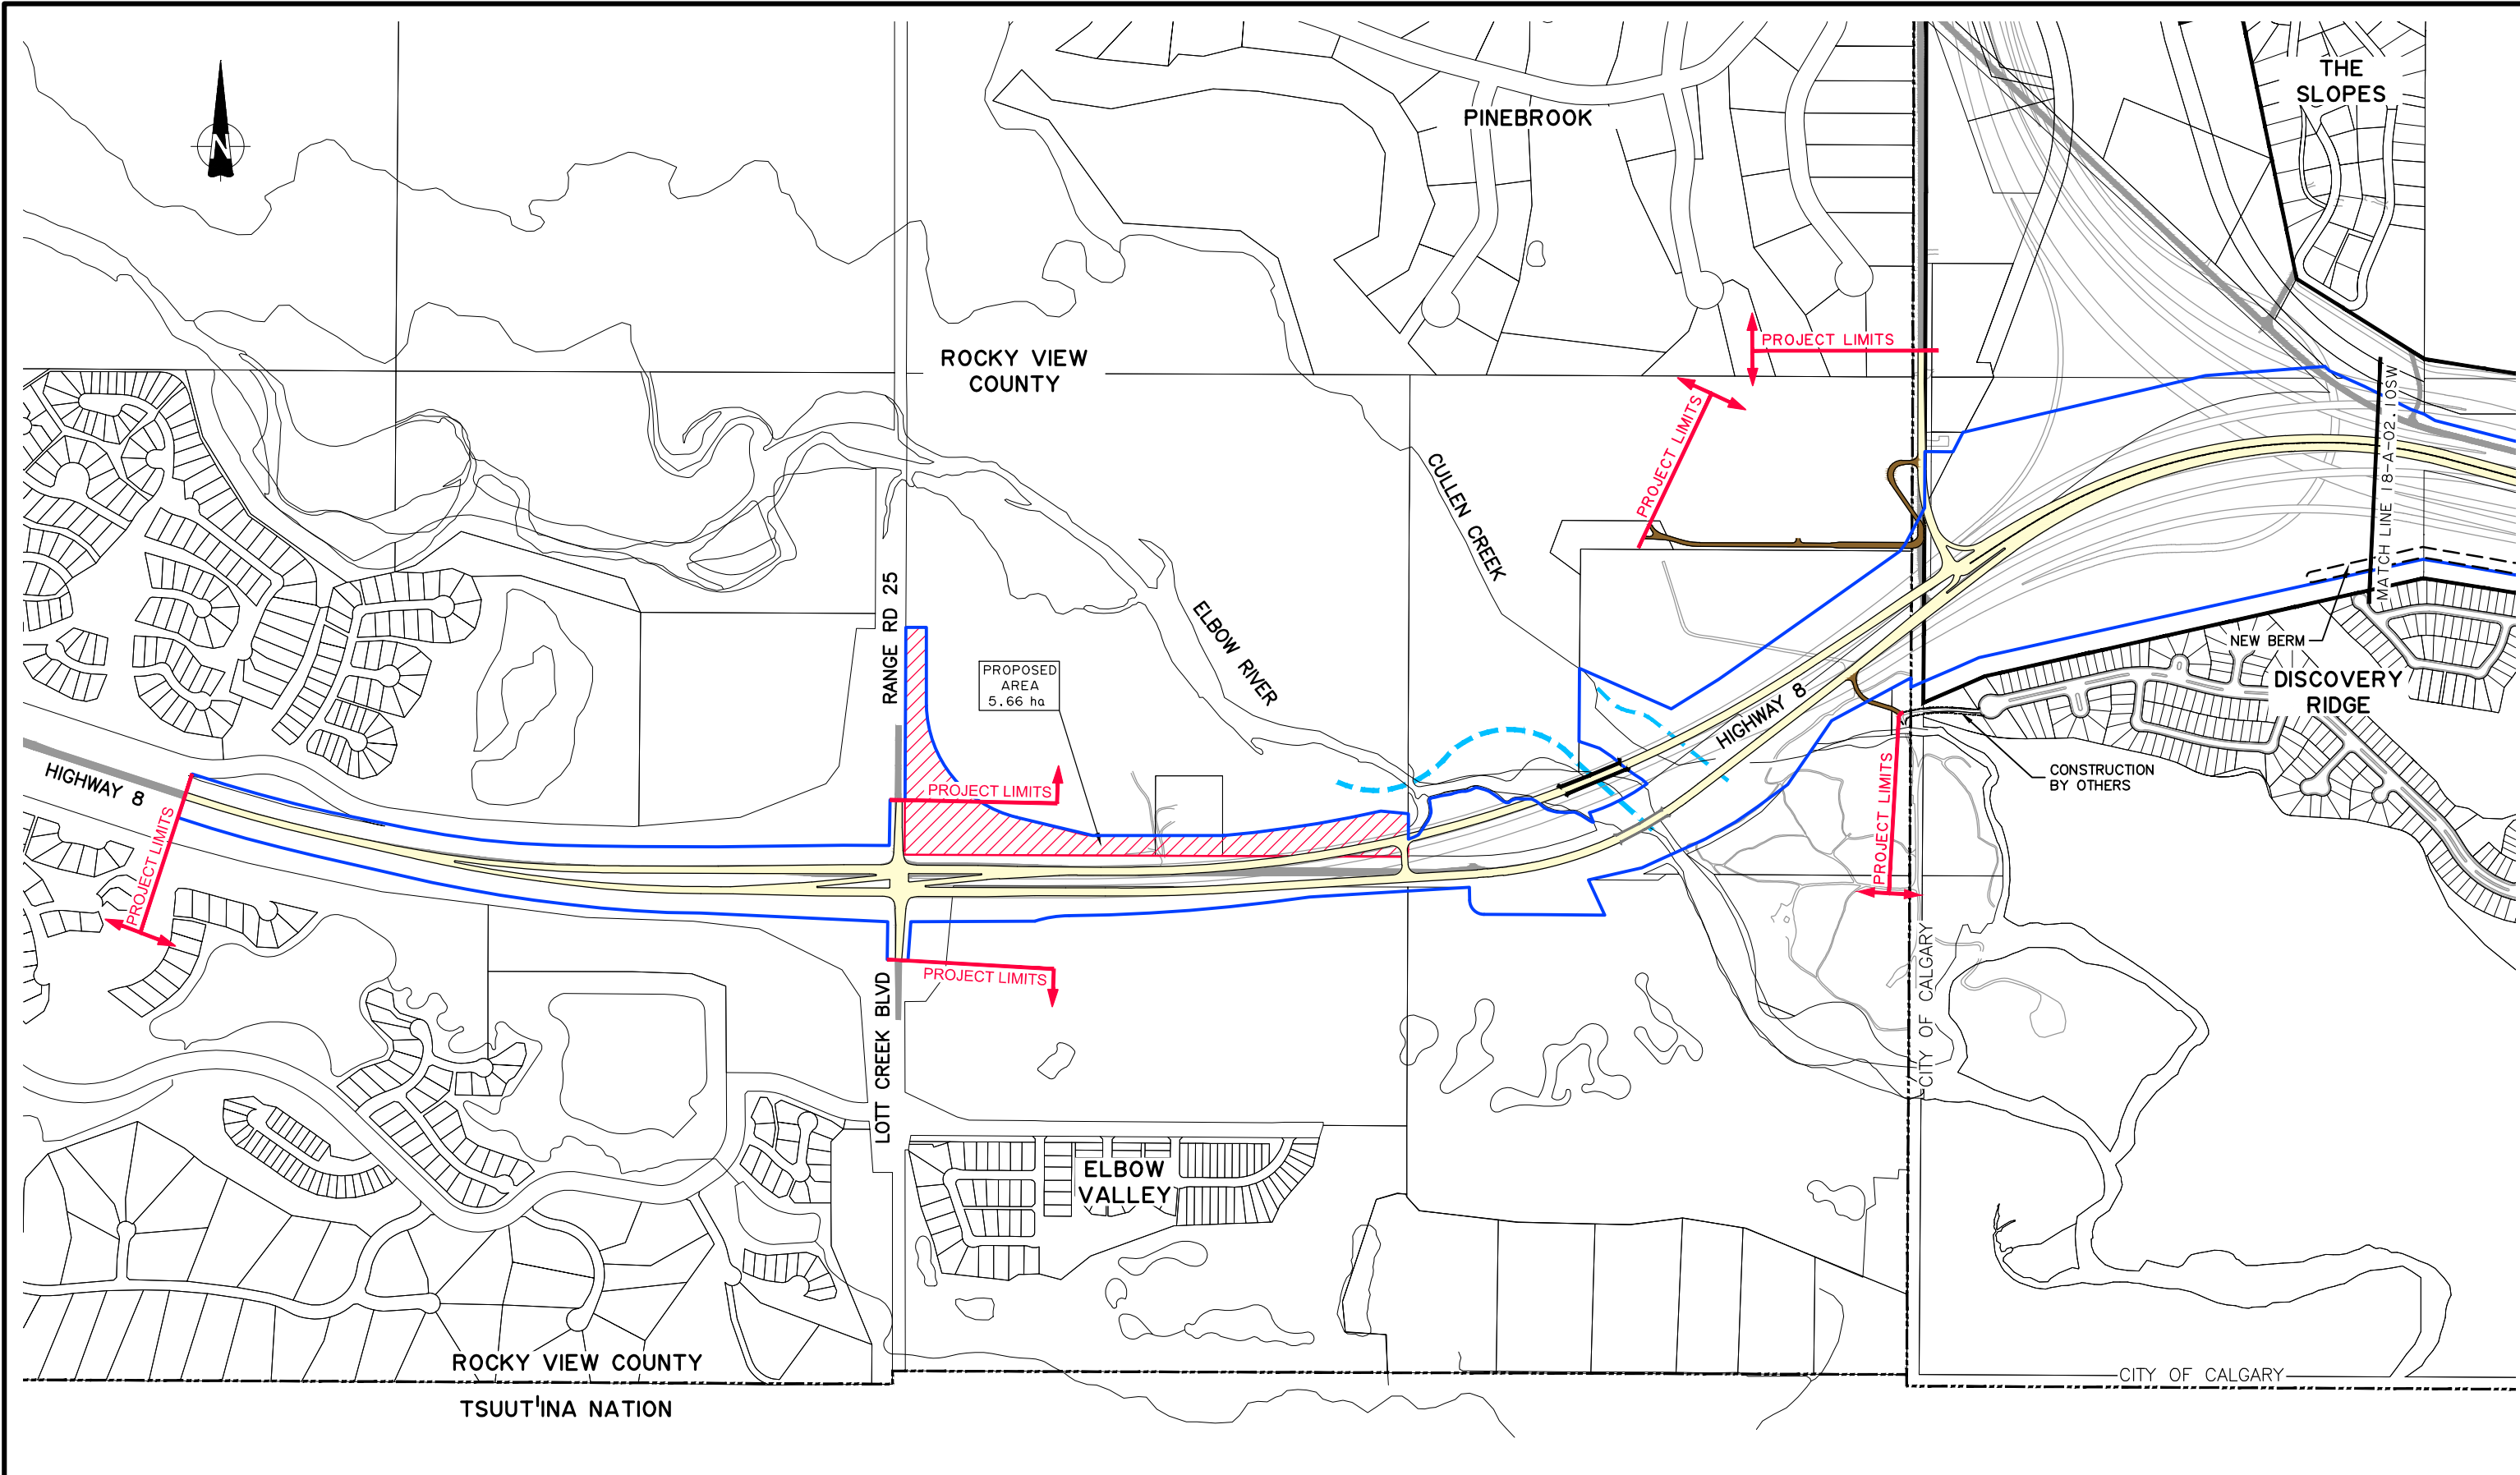 THE
SLOPES
PINEBROOK
N
PROJECT LIMITS
ROCKY VIEW
COUNTY
PROJECT LIMITS
MATCH LINE 18-A-02.10SW
CULLEN CREEK
RANGE RD 25
ELBOW RIVER
NEW BERM
PROPOSED
AREA
5.66 ha
DISCOVERY
RIDGE
HIGHWAY 8
HIGHWAY 8
CONSTRUCTION
BY OTHERS
PROJECT LIMITS
PROJECT LIMITS
PROJECT LIMITS
PROJECT LIMITS
CITY OF CALGARY
LOTT CREEK BLVD
ELBOW
VALLEY
ROCKY VIEW COUNTY
CITY OF CALGARY
TSUUT'INA NATION